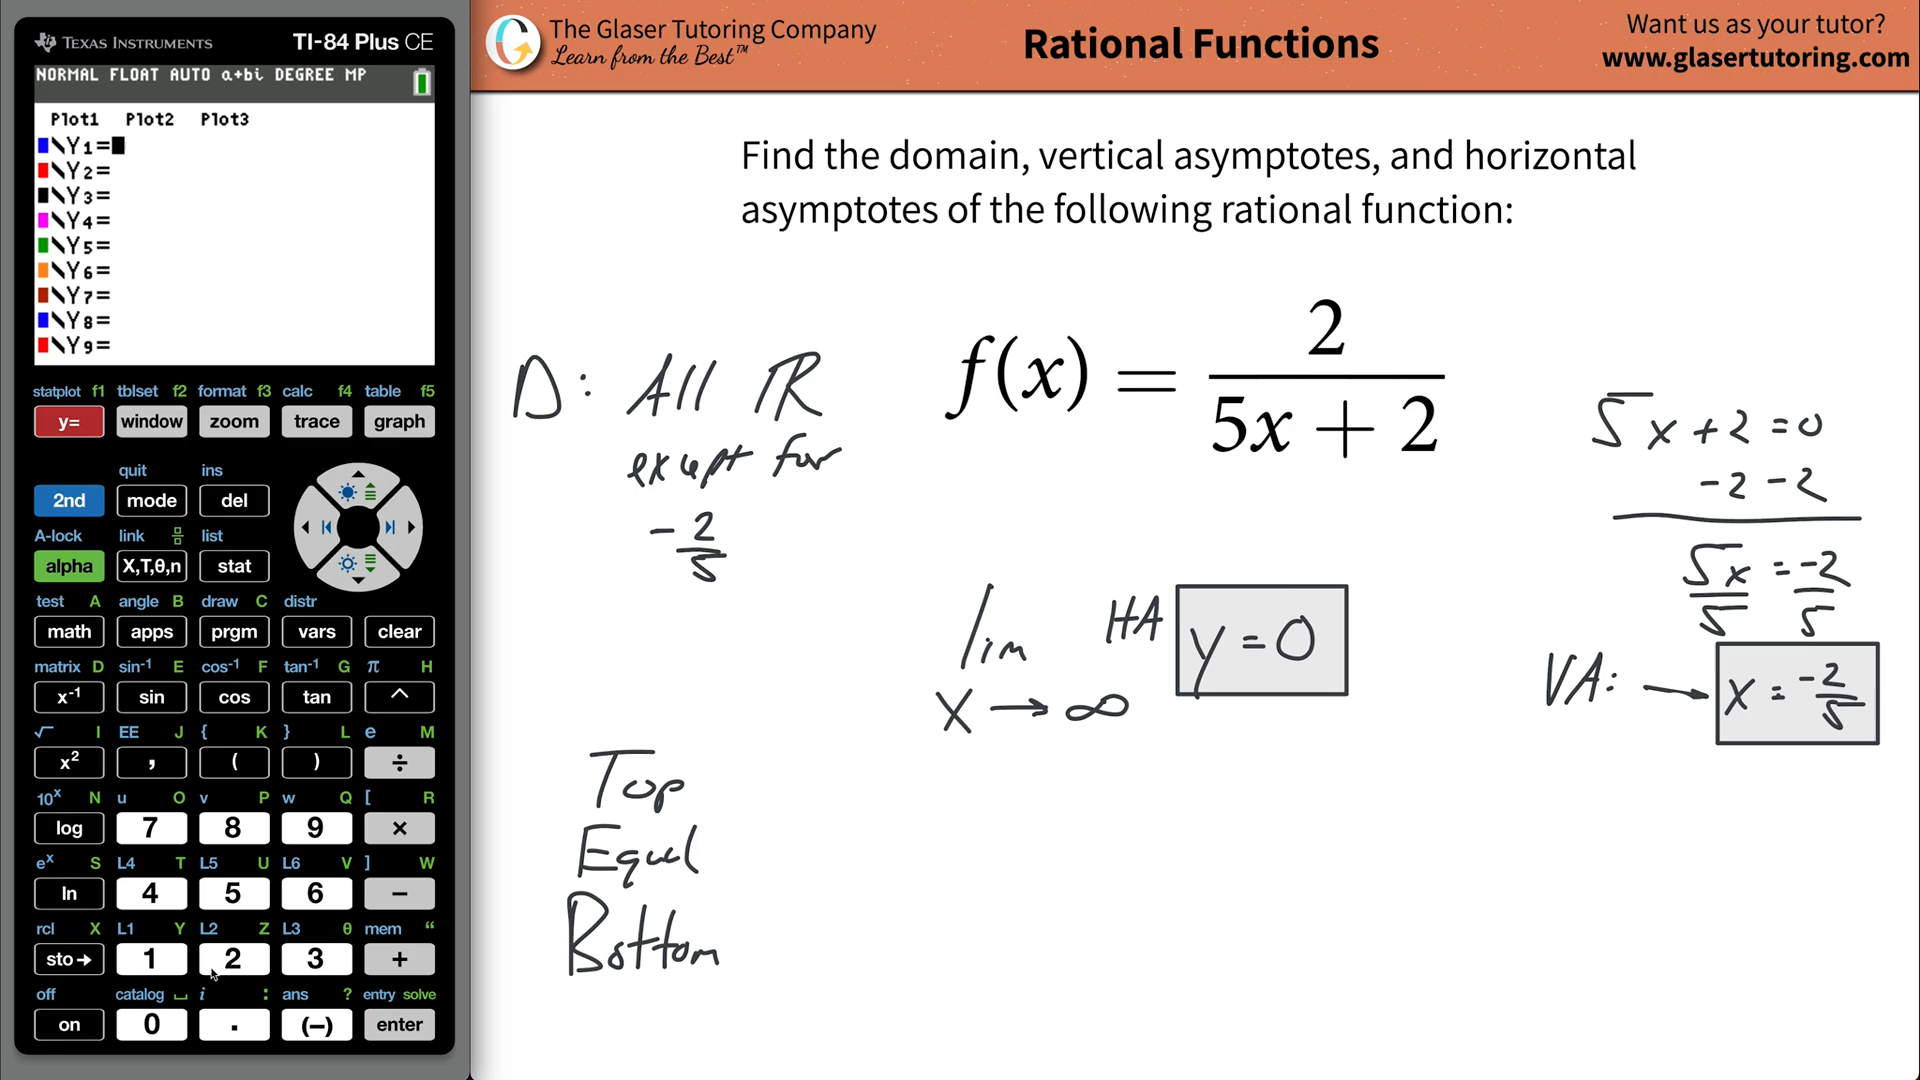 TEXAS INSTRUMENTS TI-84 Plus CE
NORMAL FLOAT AUTO a+bi DEGREE MP
Plot1 Plot2 Plot3
\Y1=
\Y2=
\Y3=
\Y4=
\Y5=
\Y6=
\Y7=
\Y8=
\Y9=
statplot f1 tblset f2 format f3 calc f4 table f5
y= window zoom trace graph
quit ins
2nd mode del
A-lock link list
alpha X,T,θ,n stat
test A angle B draw C distr
math apps prgm vars clear
matrix D sin-1 E cos-1 F tan-1 G π H
x-1 sin cos tan ^
√ I EE J { K } L e M
x2 , ( ) ÷
10x N u O v P w Q [ R
log 7 8 9 ×
ex S L4 T L5 U L6 V ] W
ln 4 5 6 −
rcl X L1 Y L2 Z L3 θ mem “
sto→ 1 2 3 +
off catalog ⎵ i : ans ? entry solve
on 0 . (−) enter
The Glaser Tutoring Company
Learn from the Best™
Rational Functions
Want us as your tutor?
www.glasertutoring.com
Find the domain, vertical asymptotes, and horizontal
asymptotes of the following rational function:
f(x) = 2/(5x + 2)
D: All ℝ
except for
-2/5
5x+2=0
-2 -2
5x/5 = -2/5
VA: → x = -2/5
lim
x → ∞
HA y = 0
Top
Equal
Bottom